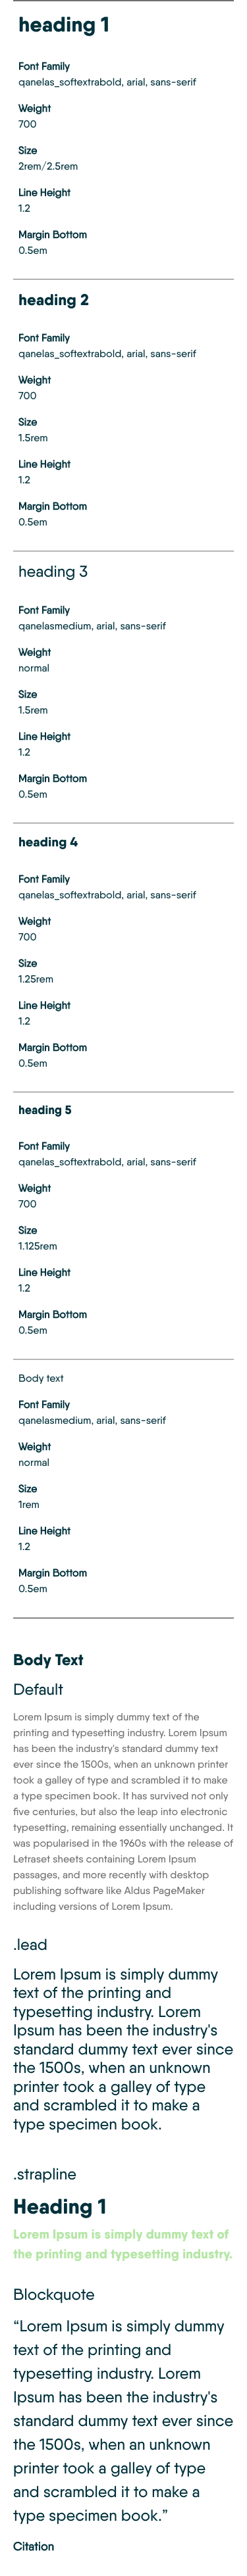 heading 1
Font Family
qanelas_softextrabold, arial, sans-serif
Weight
700
Size
2rem/2.5rem
Line Height
1.2
Margin Bottom
0.5em
heading 2
Font Family
qanelas_softextrabold, arial, sans-serif
Weight
700
Size
1.5rem
Line Height
1.2
Margin Bottom
0.5em
heading 3
Font Family
qanelasmedium, arial, sans-serif
Weight
normal
Size
1.5rem
Line Height
1.2
Margin Bottom
0.5em
heading 4
Font Family
qanelas_softextrabold, arial, sans-serif
Weight
700
Size
1.25rem
Line Height
1.2
Margin Bottom
0.5em
heading 5
Font Family
qanelas_softextrabold, arial, sans-serif
Weight
700
Size
1.125rem
Line Height
1.2
Margin Bottom
0.5em
Body text
Font Family
qanelasmedium, arial, sans-serif
Weight
normal
Size
1rem
Line Height
1.2
Margin Bottom
0.5em
Body Text
Default
Lorem Ipsum is simply dummy text of the
printing and typesetting industry. Lorem Ipsum
has been the industry's standard dummy text
ever since the 1500s, when an unknown printer
took a galley of type and scrambled it to make
a type specimen book. It has survived not only
five centuries, but also the leap into electronic
typesetting, remaining essentially unchanged. It
was popularised in the 1960s with the release of
Letraset sheets containing Lorem Ipsum
passages, and more recently with desktop
publishing software like Aldus PageMaker
including versions of Lorem Ipsum.
.lead
Lorem Ipsum is simply dummy
text of the printing and
typesetting industry. Lorem
Ipsum has been the industry's
standard dummy text ever since
the 1500s, when an unknown
printer took a galley of type
and scrambled it to make a
type specimen book.
.strapline
Heading 1
Lorem Ipsum is simply dummy text of
the printing and typesetting industry.
Blockquote
“Lorem Ipsum is simply dummy
text of the printing and
typesetting industry. Lorem
Ipsum has been the industry's
standard dummy text ever since
the 1500s, when an unknown
printer took a galley of type
and scrambled it to make a
type specimen book.”
Citation